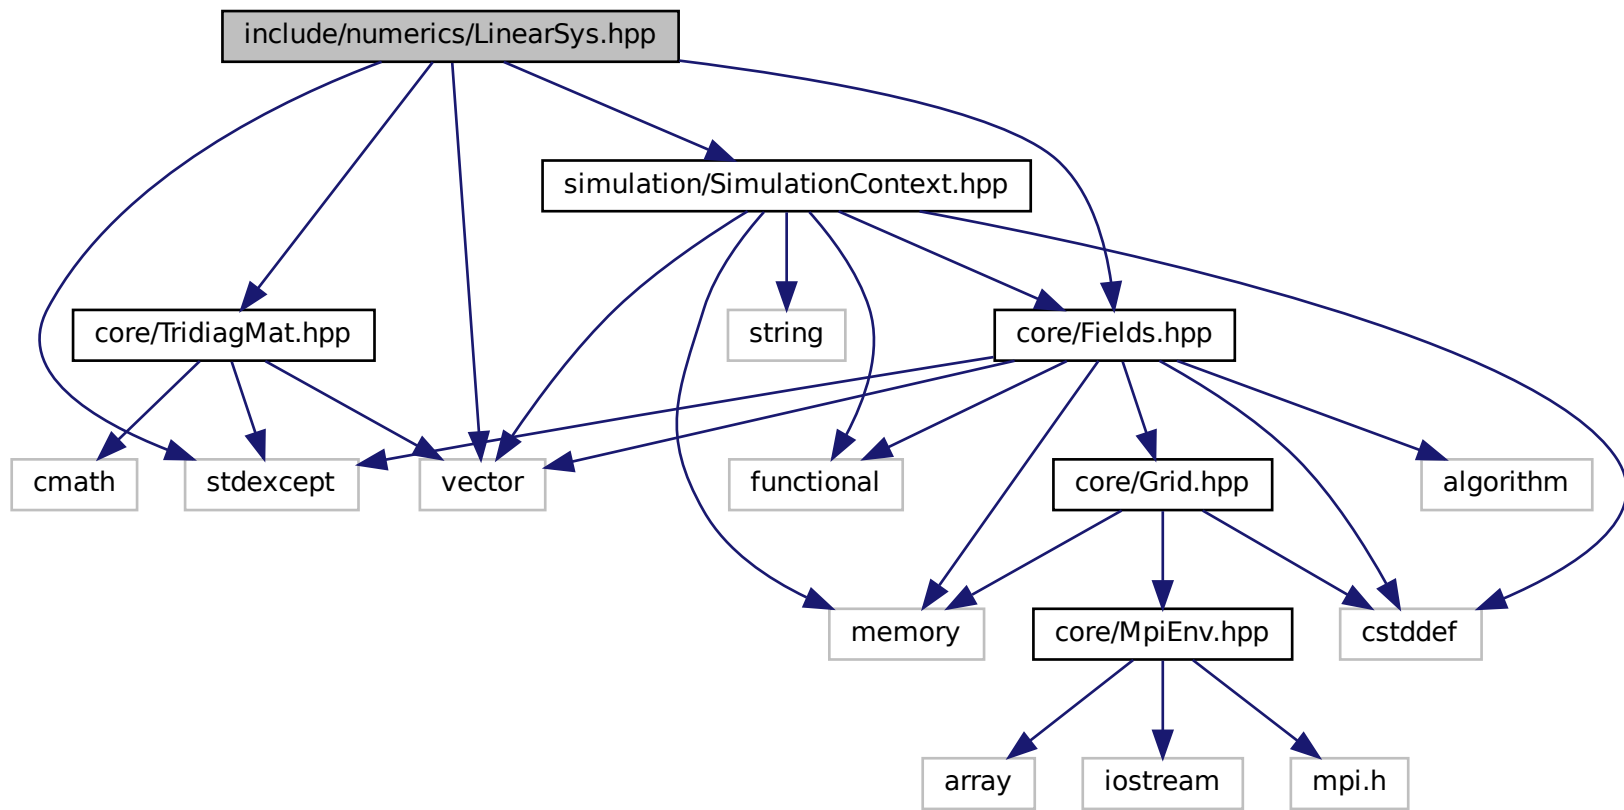 include/numerics/LinearSys.hpp
simulation/SimulationContext.hpp
core/TridiagMat.hpp
string
core/Fields.hpp
cmath
stdexcept
vector
functional
core/Grid.hpp
algorithm
memory
core/MpiEnv.hpp
cstddef
array
iostream
mpi.h